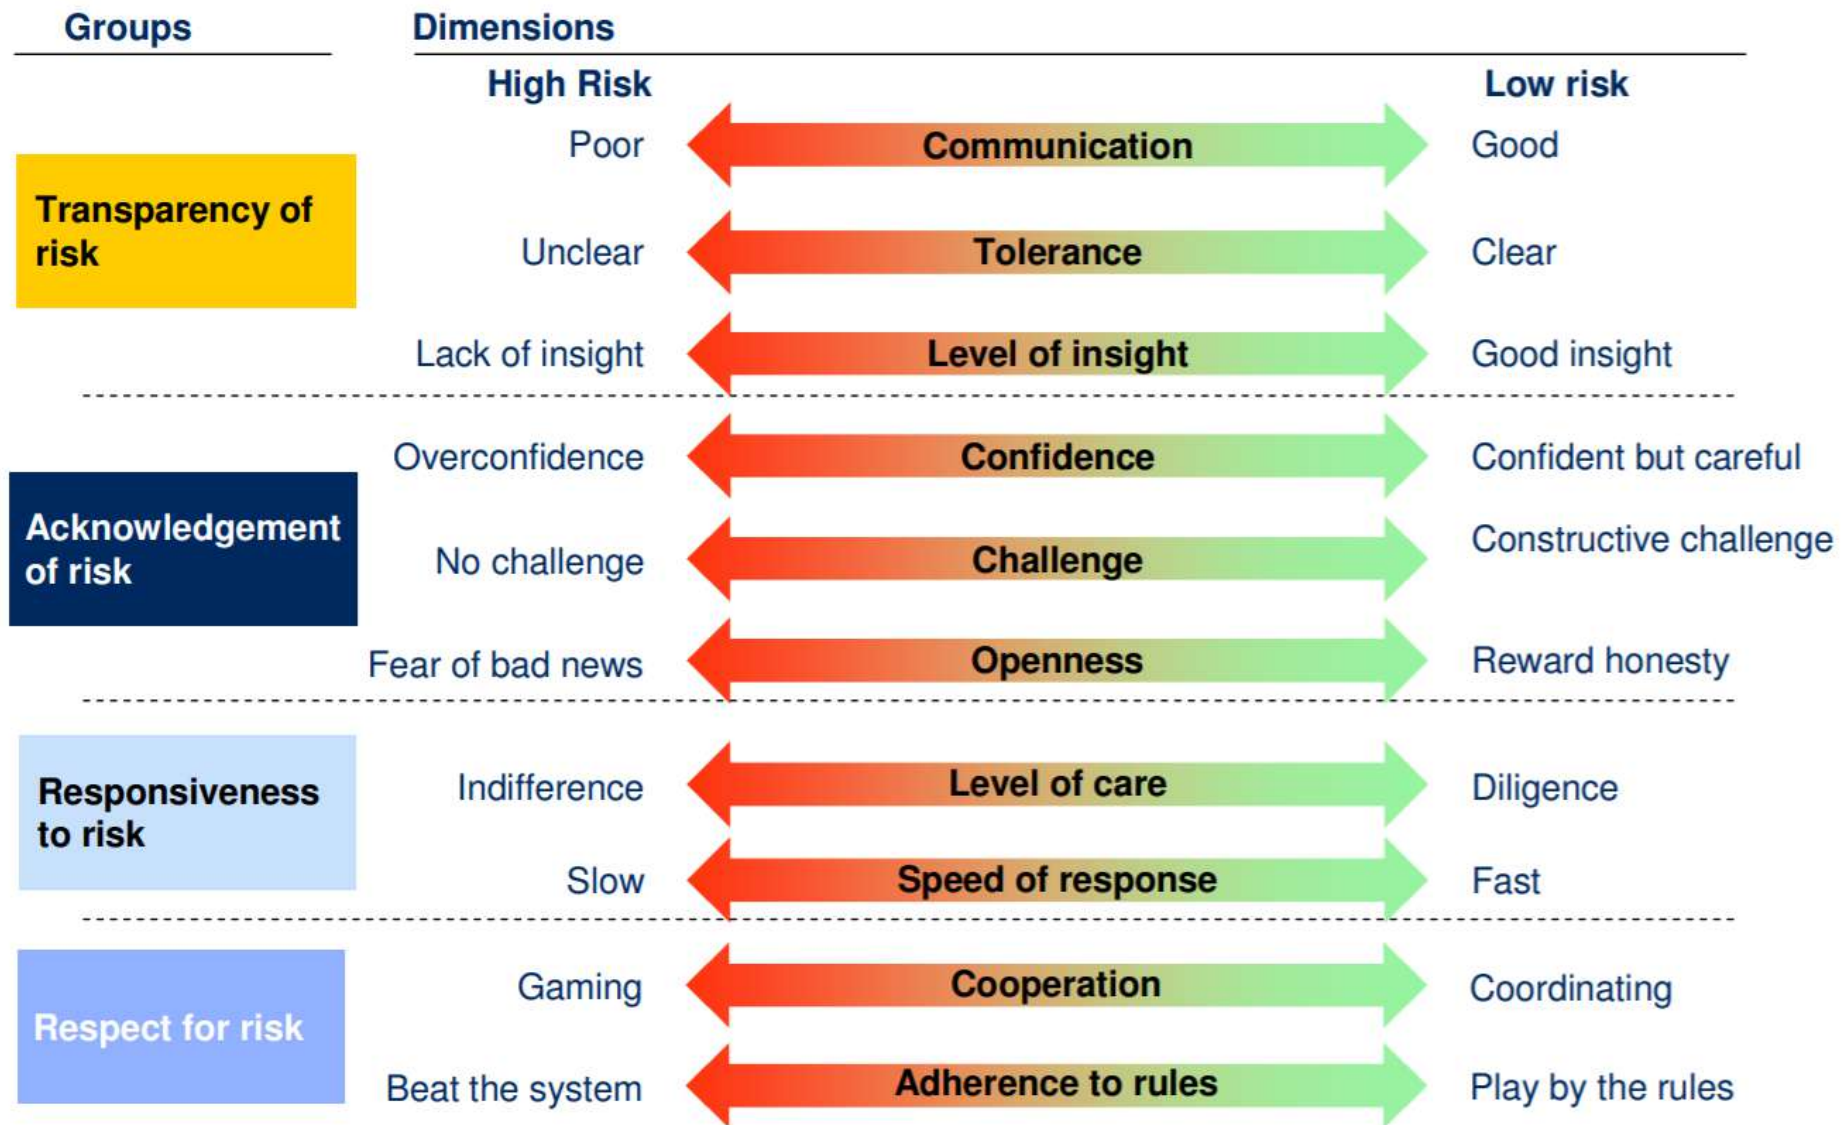 Groups
Dimensions
High Risk
Low risk
Transparency of
risk
Poor
Communication
Good
Unclear
Tolerance
Clear
Lack of insight
Level of insight
Good insight
Acknowledgement
of risk
Overconfidence
Confidence
Confident but careful
No challenge
Challenge
Constructive challenge
Fear of bad news
Openness
Reward honesty
Responsiveness
to risk
Indifference
Level of care
Diligence
Slow
Speed of response
Fast
Respect for risk
Gaming
Cooperation
Coordinating
Beat the system
Adherence to rules
Play by the rules